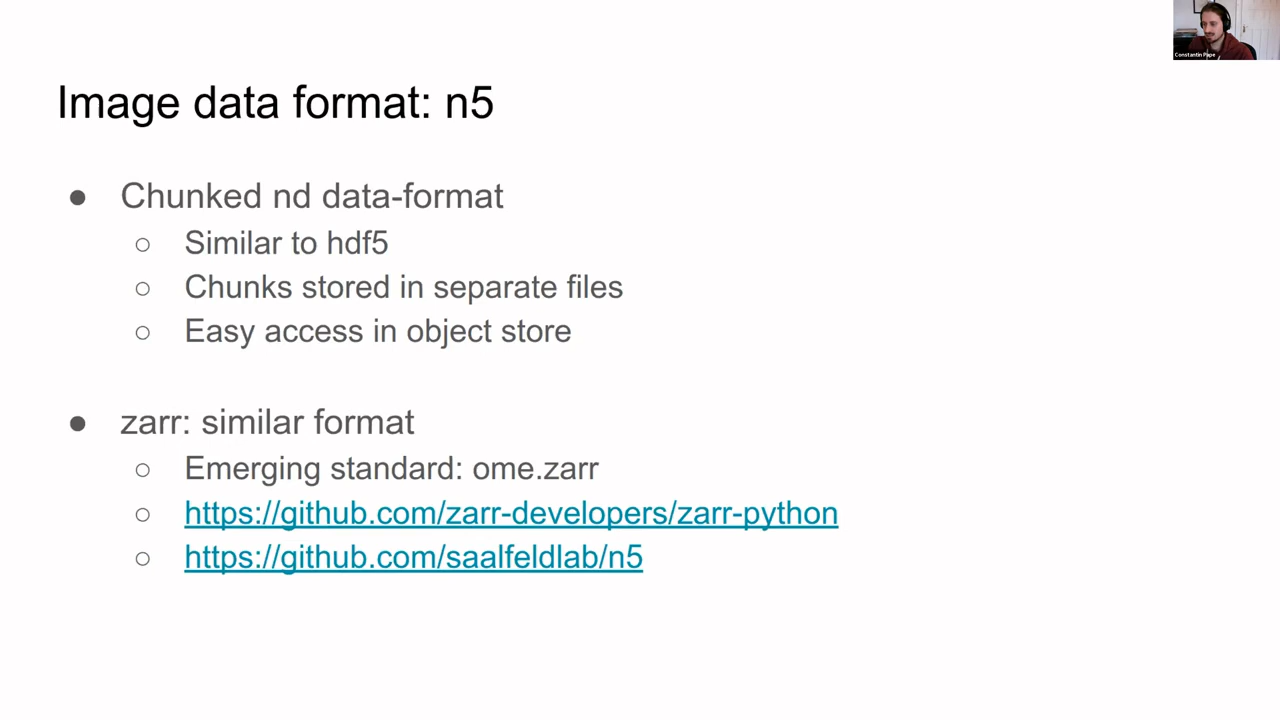 Image data format: n5
● Chunked nd data-format
○ Similar to hdf5
○ Chunks stored in separate files
○ Easy access in object store
● zarr: similar format
○ Emerging standard: ome.zarr
○ https://github.com/zarr-developers/zarr-python
○ https://github.com/saalfeldlab/n5
Constantin Pape